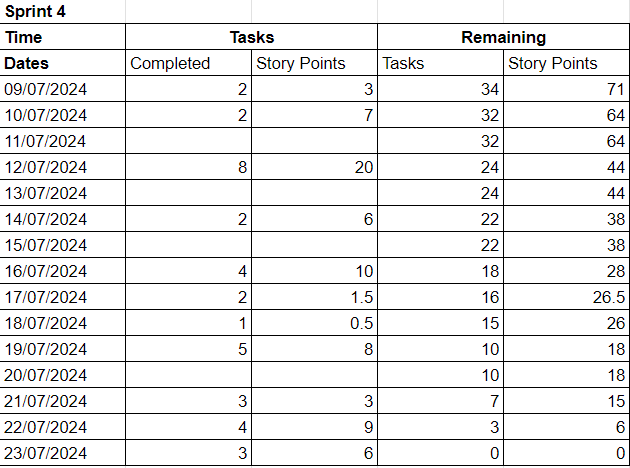 Sprint 4
Time Tasks Remaining
Dates Completed Story Points Tasks Story Points
09/07/2024 2 3 34 71
10/07/2024 2 7 32 64
11/07/2024 32 64
12/07/2024 8 20 24 44
13/07/2024 24 44
14/07/2024 2 6 22 38
15/07/2024 22 38
16/07/2024 4 10 18 28
17/07/2024 2 1.5 16 26.5
18/07/2024 1 0.5 15 26
19/07/2024 5 8 10 18
20/07/2024 10 18
21/07/2024 3 3 7 15
22/07/2024 4 9 3 6
23/07/2024 3 6 0 0